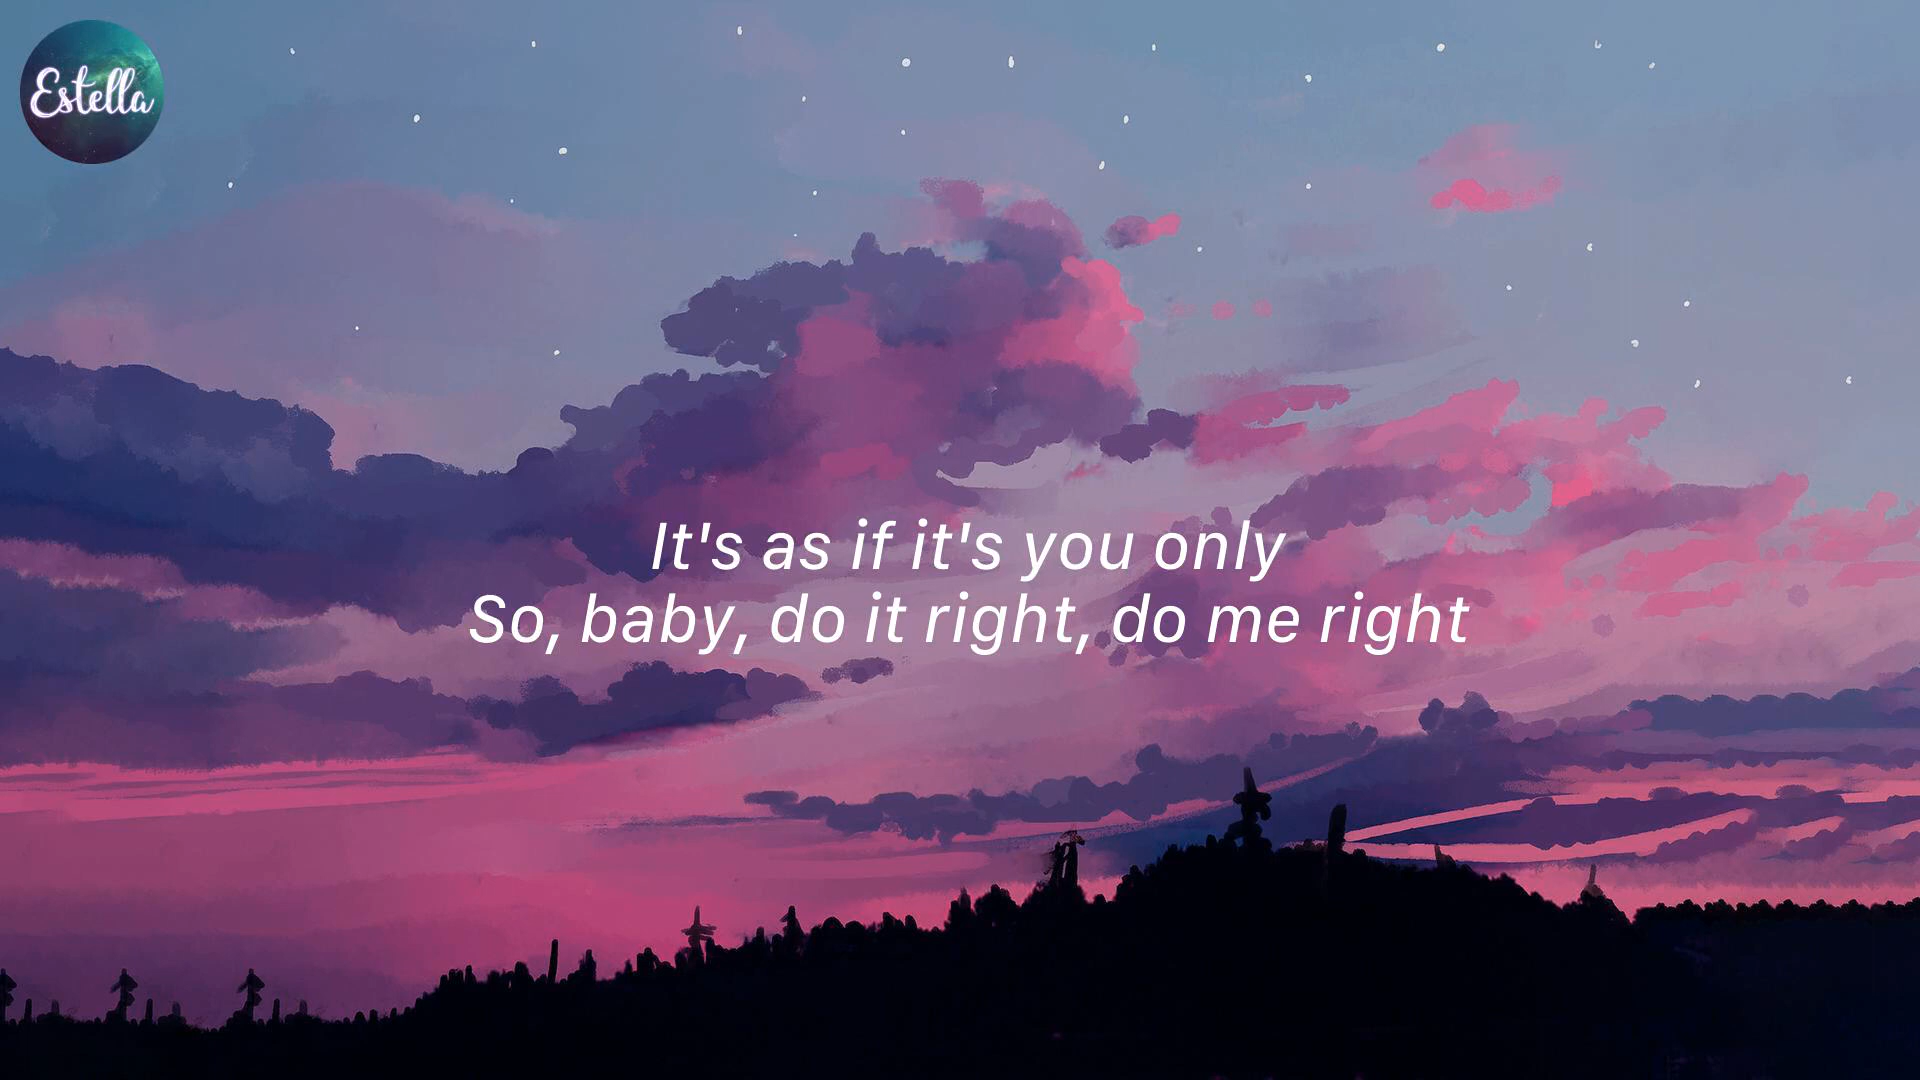 Estella
It's as if it's you only
So, baby, do it right, do me right